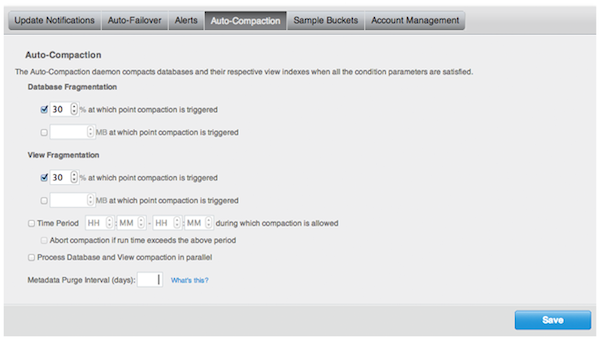 Update Notifications Auto-Failover Alerts Auto-Compaction Sample Buckets Account Management
Auto-Compaction
The Auto-Compaction daemon compacts databases and their respective view indexes when all the condition parameters are satisfied.
Database Fragmentation
30 % at which point compaction is triggered
MB at which point compaction is triggered
View Fragmentation
30 % at which point compaction is triggered
MB at which point compaction is triggered
Time Period HH : MM - HH : MM during which compaction is allowed
Abort compaction if run time exceeds the above period
Process Database and View compaction in parallel
Metadata Purge Interval (days): What's this?
Save